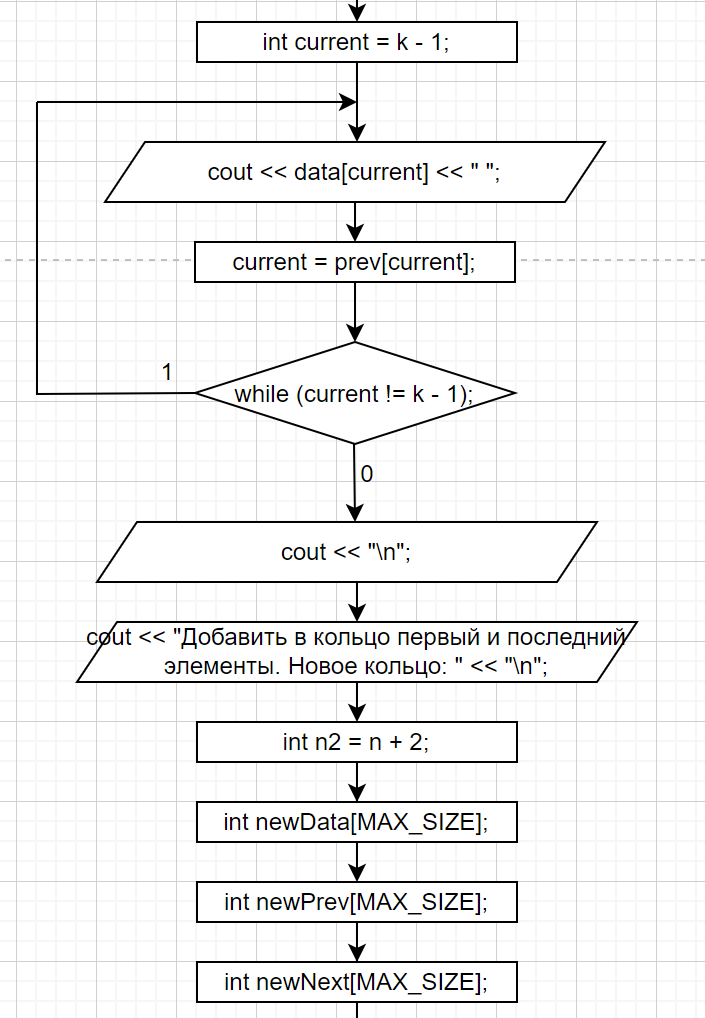 int current = k - 1;
cout << data[current] << " ";
current = prev[current];
1
while (current != k - 1);
0
cout << "\n";
cout << "Добавить в кольцо первый и последний
элементы. Новое кольцо: " << "\n";
int n2 = n + 2;
int newData[MAX_SIZE];
int newPrev[MAX_SIZE];
int newNext[MAX_SIZE];